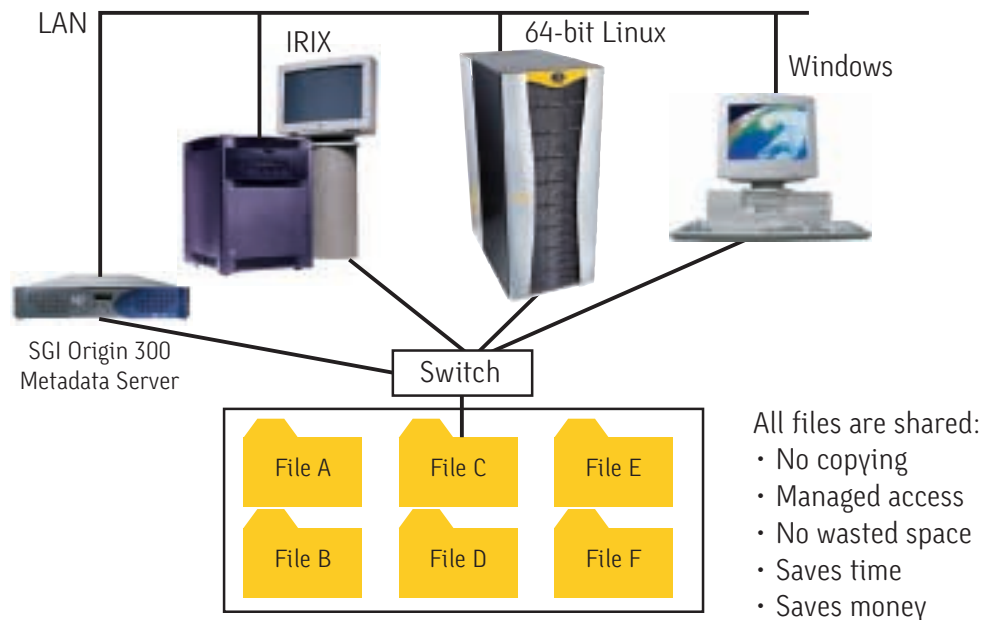 LAN
IRIX
64-bit Linux
Windows
SGI Origin 300
Metadata Server
Switch
File A
File C
File E
File B
File D
File F
All files are shared:
· No copying
· Managed access
· No wasted space
· Saves time
· Saves money